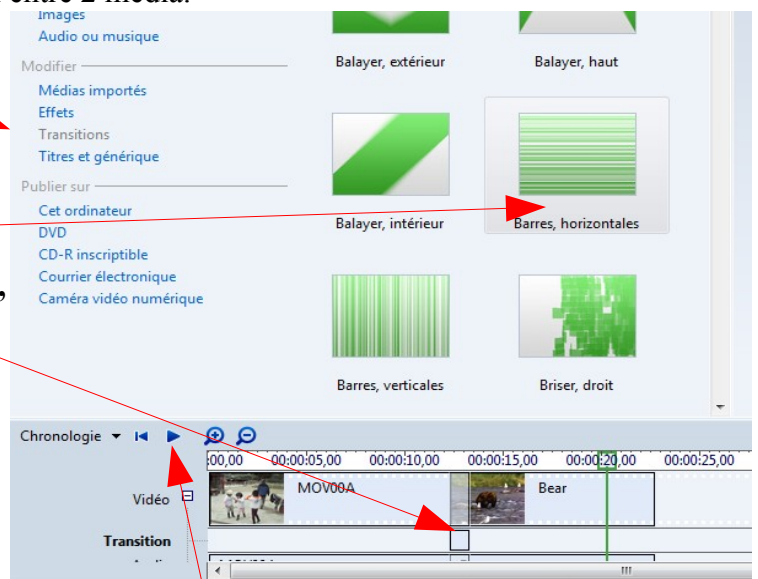 entre 2 média.
Images
Audio ou musique
Modifier
Médias importés
Effets
Transitions
Titres et générique
Publier sur
Cet ordinateur
DVD
CD-R inscriptible
Courrier électronique
Caméra vidéo numérique
,
Balayer, extérieur
Balayer, haut
Balayer, intérieur
Barres, horizontales
Barres, verticales
Briser, droit
Chronologie
:00,00 00:00:05,00 00:00:10,00 00:00:15,00 00:00:20,00 00:00:25,00
Vidéo
MOV00A
Bear
Transition